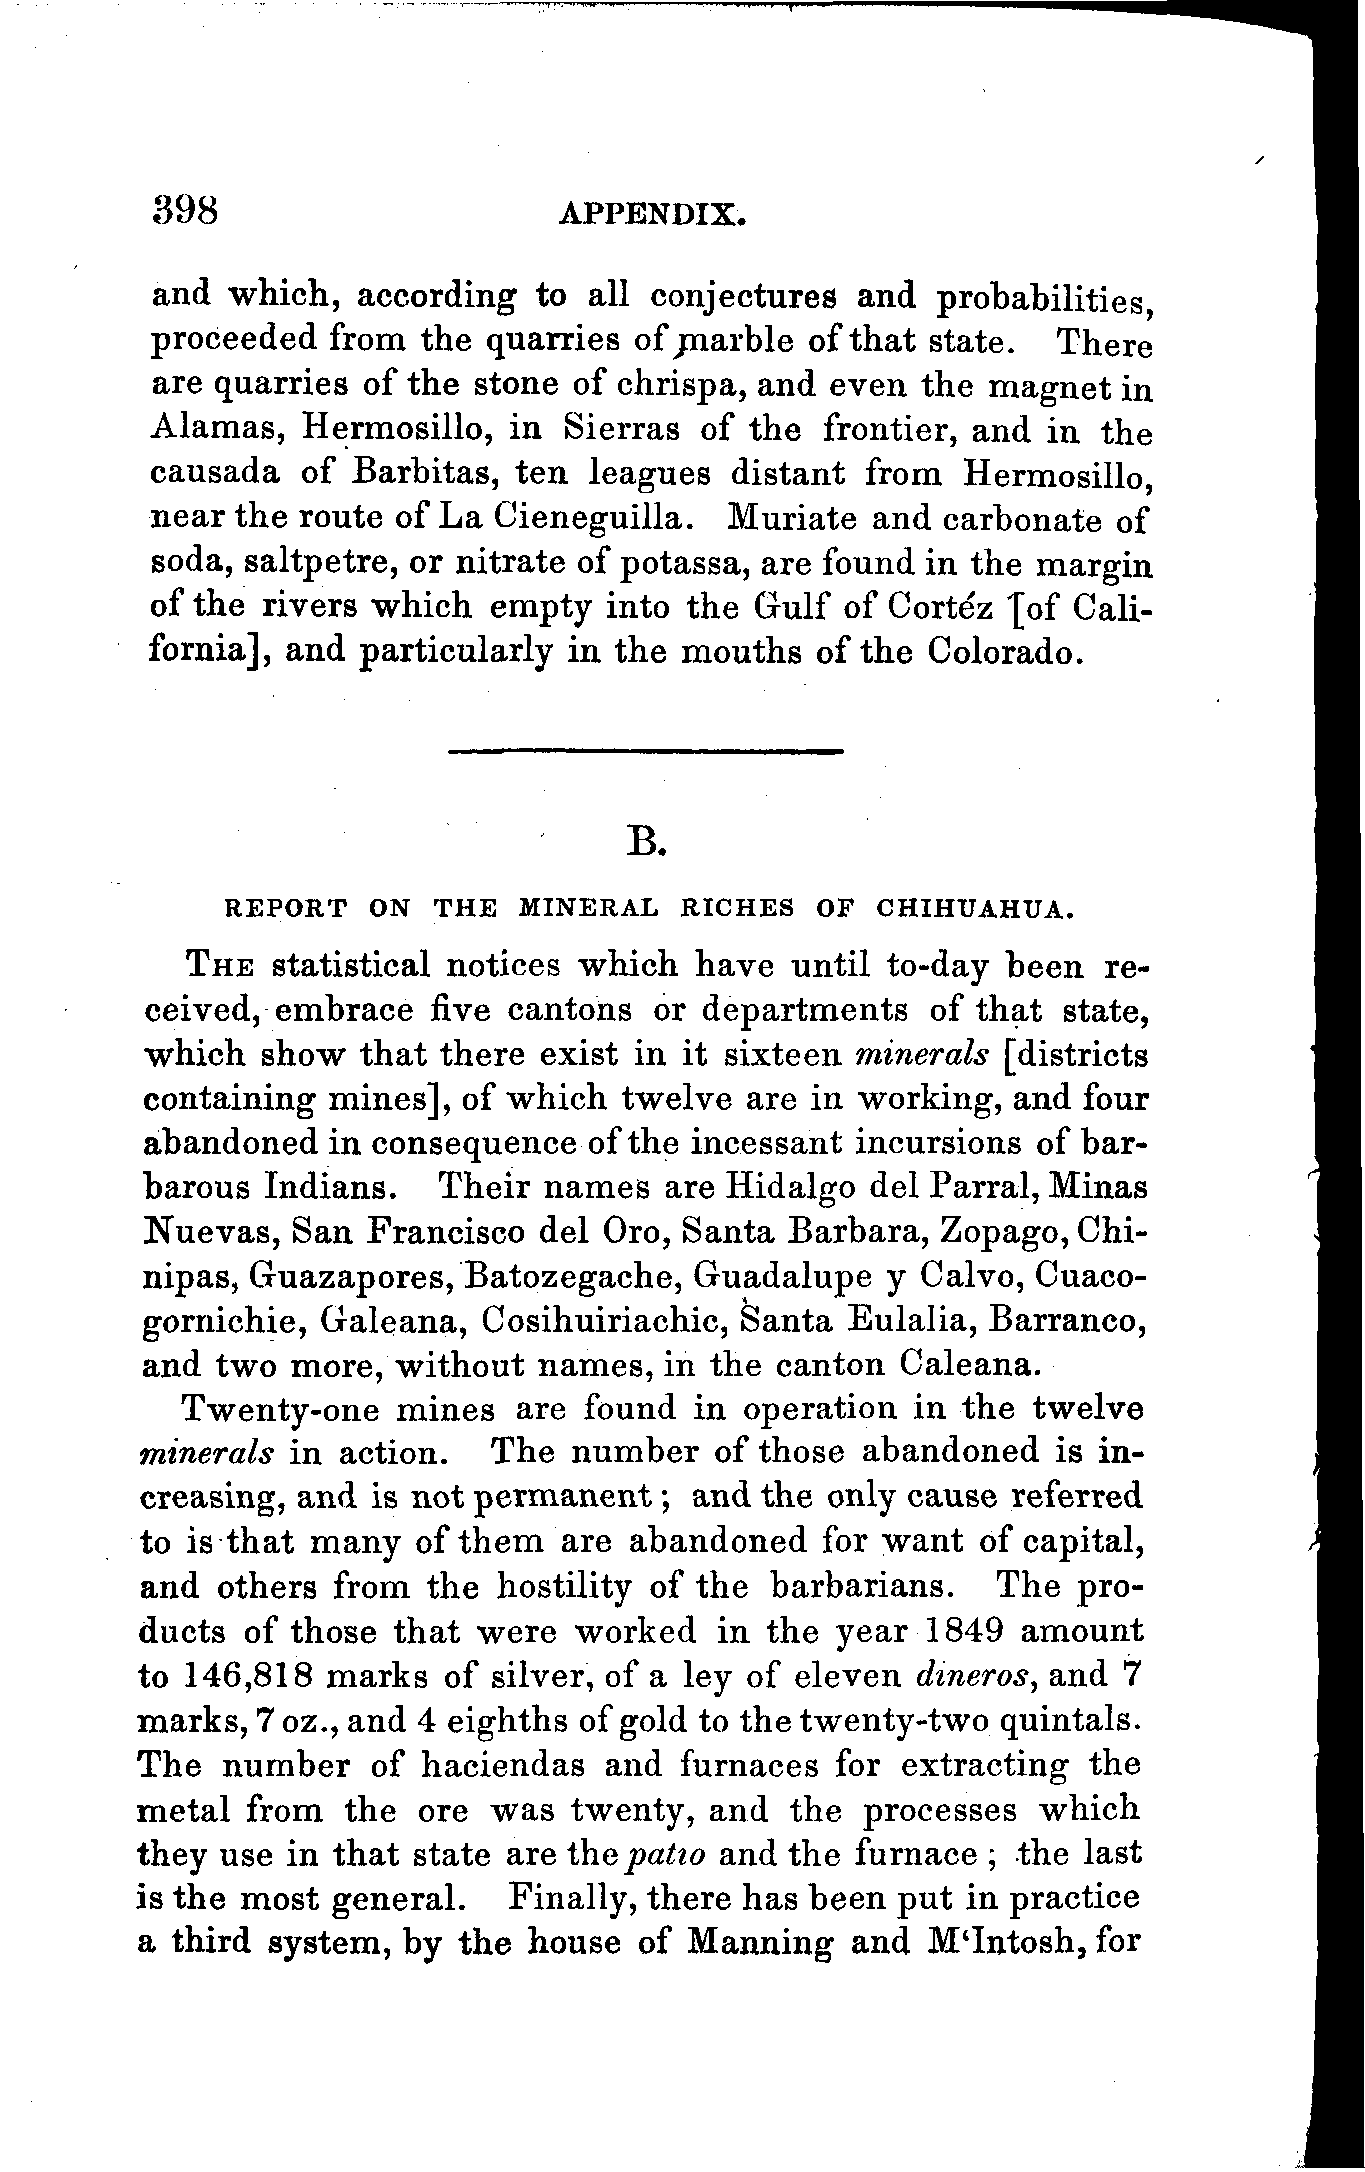 398 APPENDIX.
and which, according to all conjectures and probabilities,
proceeded from the quarries of marble of that state. There
are quarries of the stone of chrispa, and even the magnet in
Alamas, Hermosillo, in Sierras of the frontier, and in the
causada of Barbitas, ten leagues distant from Hermosillo,
near the route of La Cieneguilla. Muriate and carbonate of
soda, saltpetre, or nitrate of potassa, are found in the margin
of the rivers which empty into the Gulf of Cortéz [of Cali-
fornia], and particularly in the mouths of the Colorado.
B.
REPORT ON THE MINERAL RICHES OF CHIHUAHUA.
THE statistical notices which have until to-day been re-
ceived, embrace five cantons or departments of that state,
which show that there exist in it sixteen minerals [districts
containing mines], of which twelve are in working, and four
abandoned in consequence of the incessant incursions of bar-
barous Indians. Their names are Hidalgo del Parral, Minas
Nuevas, San Francisco del Oro, Santa Barbara, Zopago, Chi-
nipas, Guazapores, Batozegache, Guadalupe y Calvo, Cuaco-
gornichie, Galeana, Cosihuiriachic, Santa Eulalia, Barranco,
and two more, without names, in the canton Caleana.
Twenty-one mines are found in operation in the twelve
minerals in action. The number of those abandoned is in-
creasing, and is not permanent; and the only cause referred
to is that many of them are abandoned for want of capital,
and others from the hostility of the barbarians. The pro-
ducts of those that were worked in the year 1849 amount
to 146,818 marks of silver, of a ley of eleven dineros, and 7
marks, 7 oz., and 4 eighths of gold to the twenty-two quintals.
The number of haciendas and furnaces for extracting the
metal from the ore was twenty, and the processes which
they use in that state are the patio and the furnace; the last
is the most general. Finally, there has been put in practice
a third system, by the house of Manning and M‘Intosh, for